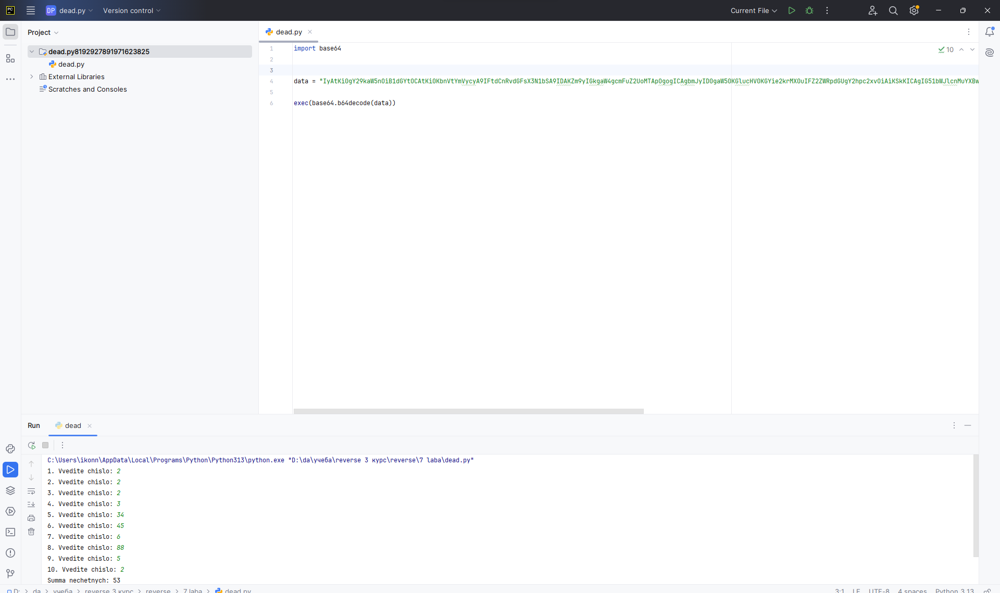 PC
DP dead.py Version control Current File
Project
dead.py
dead.py8192927891971623825
dead.py
External Libraries
Scratches and Consoles
1 import base64
10
2
3
4 data = "IyAtKi0gY29kaW5nOiB1dGYtOCAtKi0KbnVtYmVycyA9IFtdCnRvdGFsX3N1bSA9IDAKZm9yIGkgaW4gcmFuZ2UoMTApOgogICAgbmJyID0gaW50KGlucHV0KGYie2krMX0uIFZ2ZWRpdGUgY2hpc2xvOiAiKSkKICAgIG51bWJlcnMuYXBw
5
6 exec(base64.b64decode(data))
Run dead
C:\Users\ikonn\AppData\Local\Programs\Python\Python313\python.exe "D:\da\учеба\reverse 3 курс\reverse\7 laba\dead.py"
1. Vvedite chislo: 2
2. Vvedite chislo: 2
3. Vvedite chislo: 2
4. Vvedite chislo: 3
5. Vvedite chislo: 34
6. Vvedite chislo: 45
7. Vvedite chislo: 6
8. Vvedite chislo: 88
9. Vvedite chislo: 5
10. Vvedite chislo: 2
Summa nechetnych: 53
D: > da > учеба > reverse 3 курс > reverse > 7 laba > dead.py 3:1 LF UTF-8 4 spaces Python 3.13